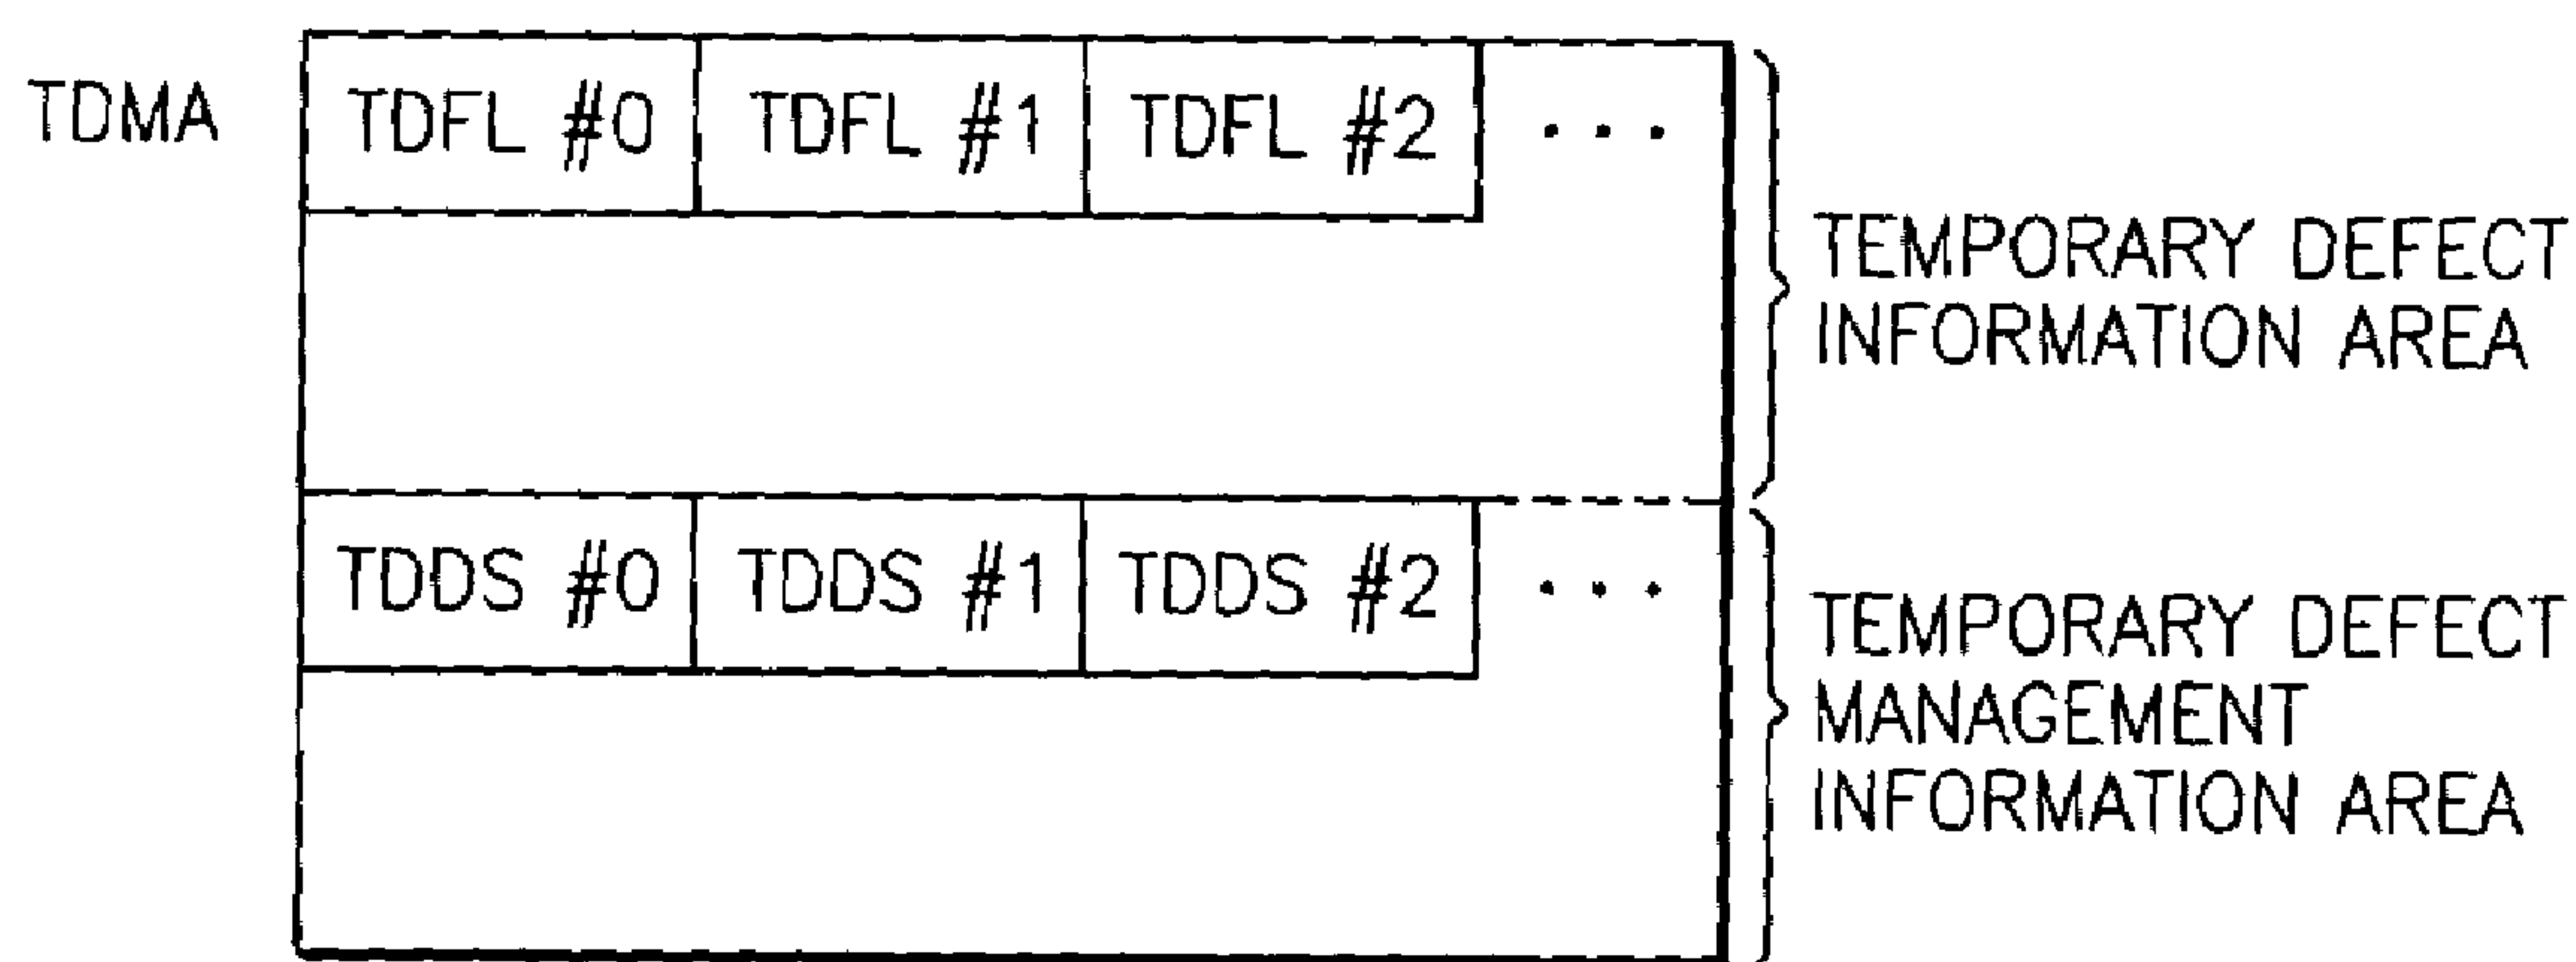 TDMA
TDFL #0 TDFL #1 TDFL #2 ...
TEMPORARY DEFECT
INFORMATION AREA
TDDS #0 TDDS #1 TDDS #2 ...
TEMPORARY DEFECT
MANAGEMENT
INFORMATION AREA